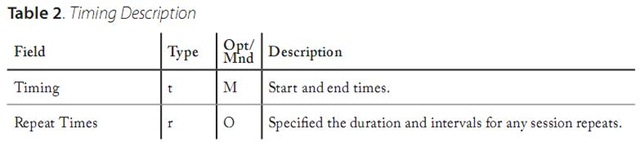 Table 2. Timing Description
Field Type Opt/Mnd Description
Timing t M Start and end times.
Repeat Times r O Specified the duration and intervals for any session repeats.